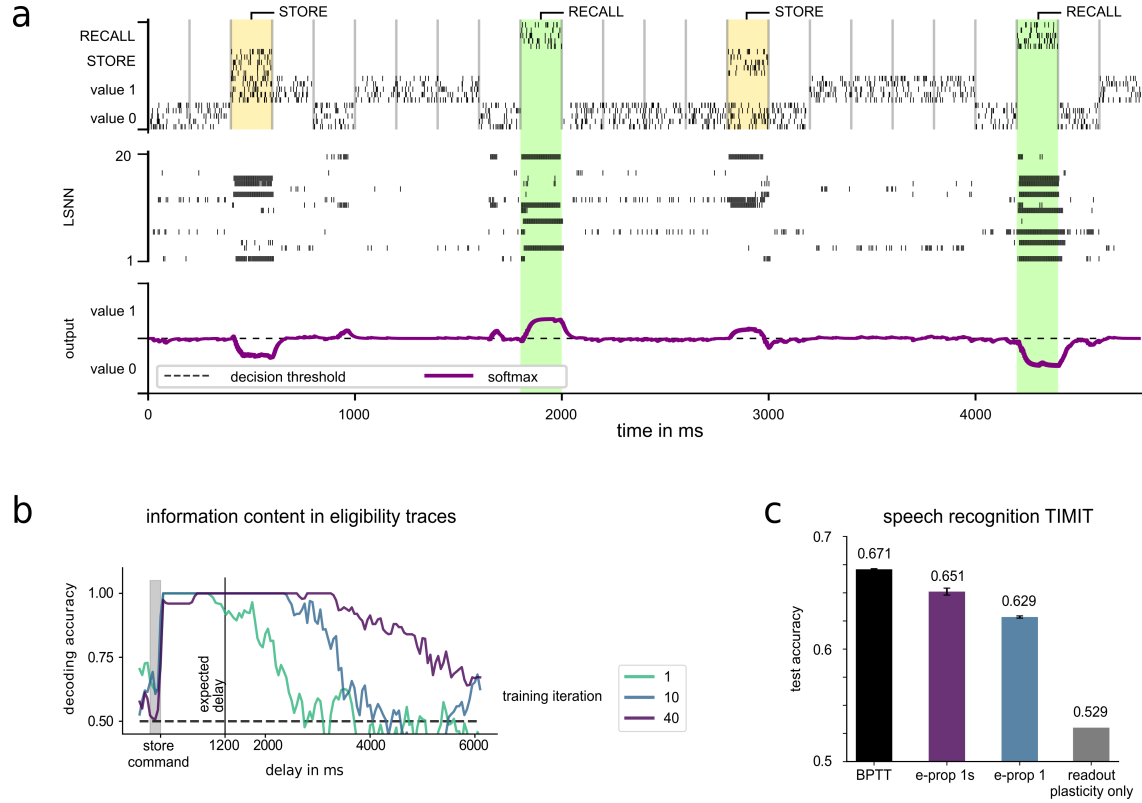 a
STORE RECALL STORE RECALL
RECALL
STORE
value 1
value 0
20
LSNN
1
value 1
output
value 0
decision threshold softmax
0 1000 2000 3000 4000
time in ms
b
information content in eligibility traces
1.00
0.75
0.50
decoding accuracy
expected
delay
store
command
1200 2000 4000 6000
delay in ms
training iteration
1
10
40
c
speech recognition TIMIT
0.7
0.6
0.5
test accuracy
0.671
0.651
0.629
0.529
BPTT e-prop 1s e-prop 1 readout
plasticity only